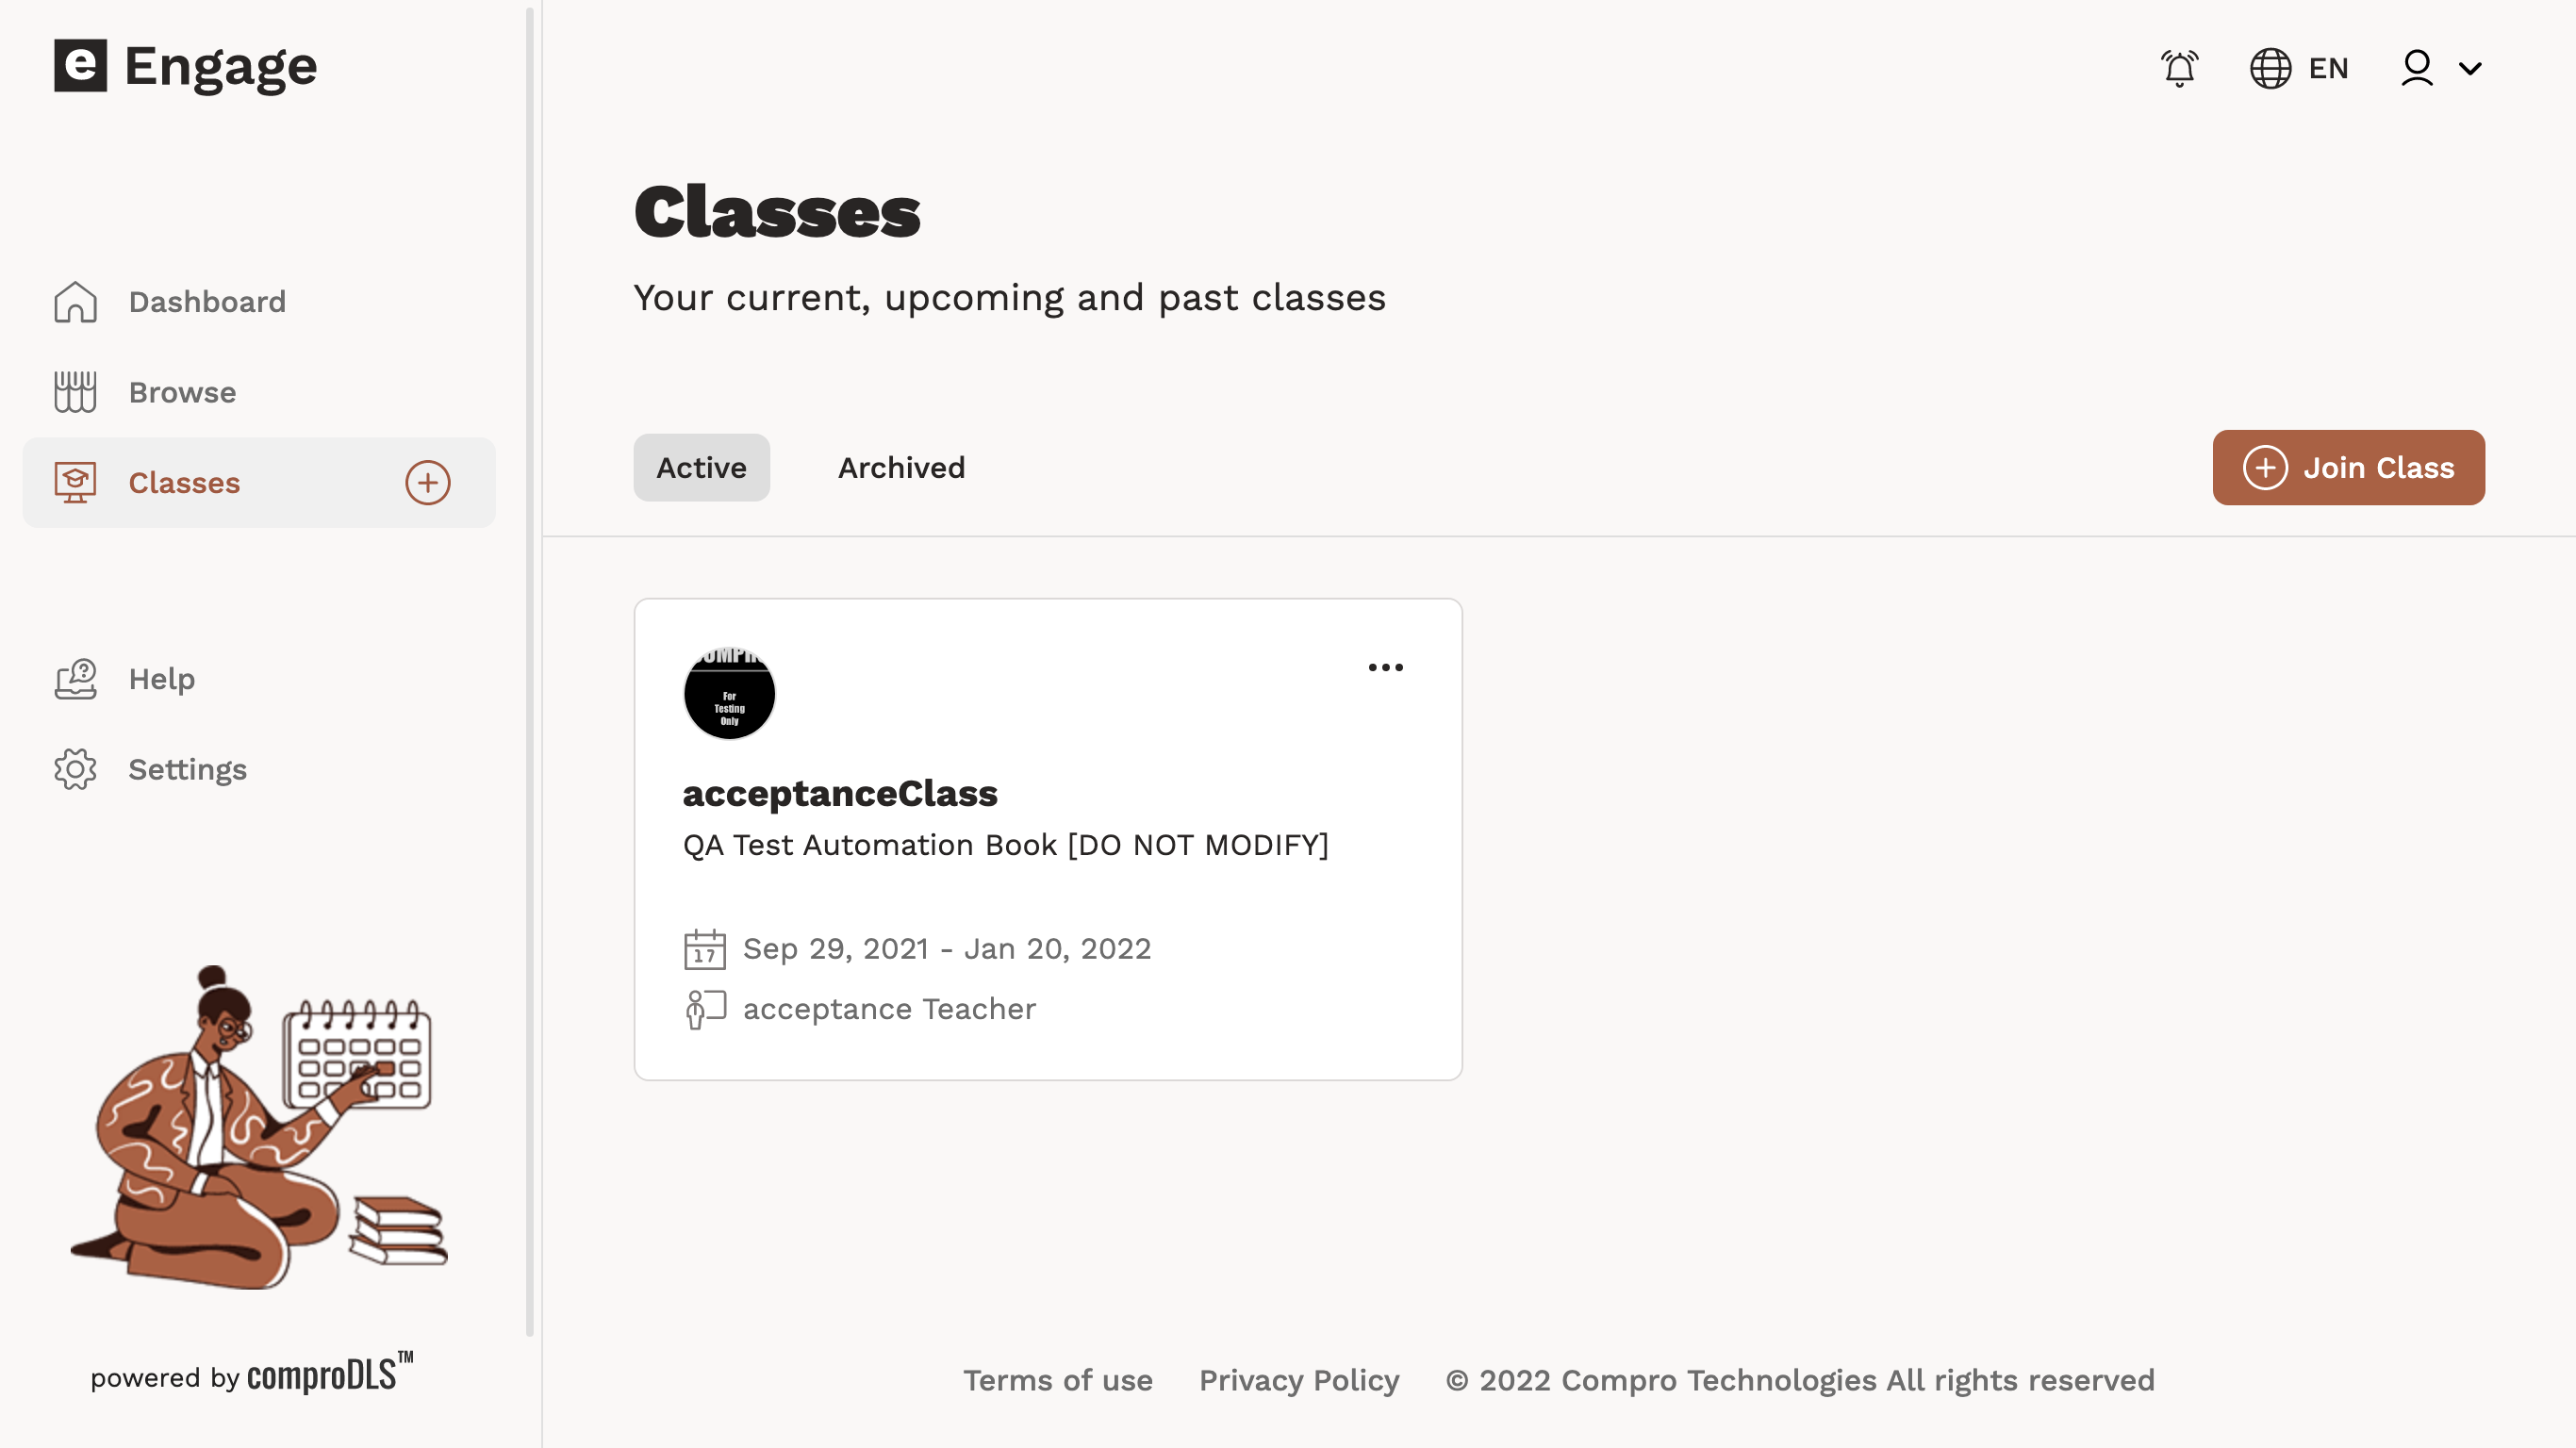 e Engage
EN
Dashboard
Browse
Classes
Help
Settings
powered by comproDLS™
Classes
Your current, upcoming and past classes
Active
Archived
Join Class
For
Testing
Only
acceptanceClass
QA Test Automation Book [DO NOT MODIFY]
17
Sep 29, 2021 - Jan 20, 2022
acceptance Teacher
Terms of use
Privacy Policy
© 2022 Compro Technologies All rights reserved